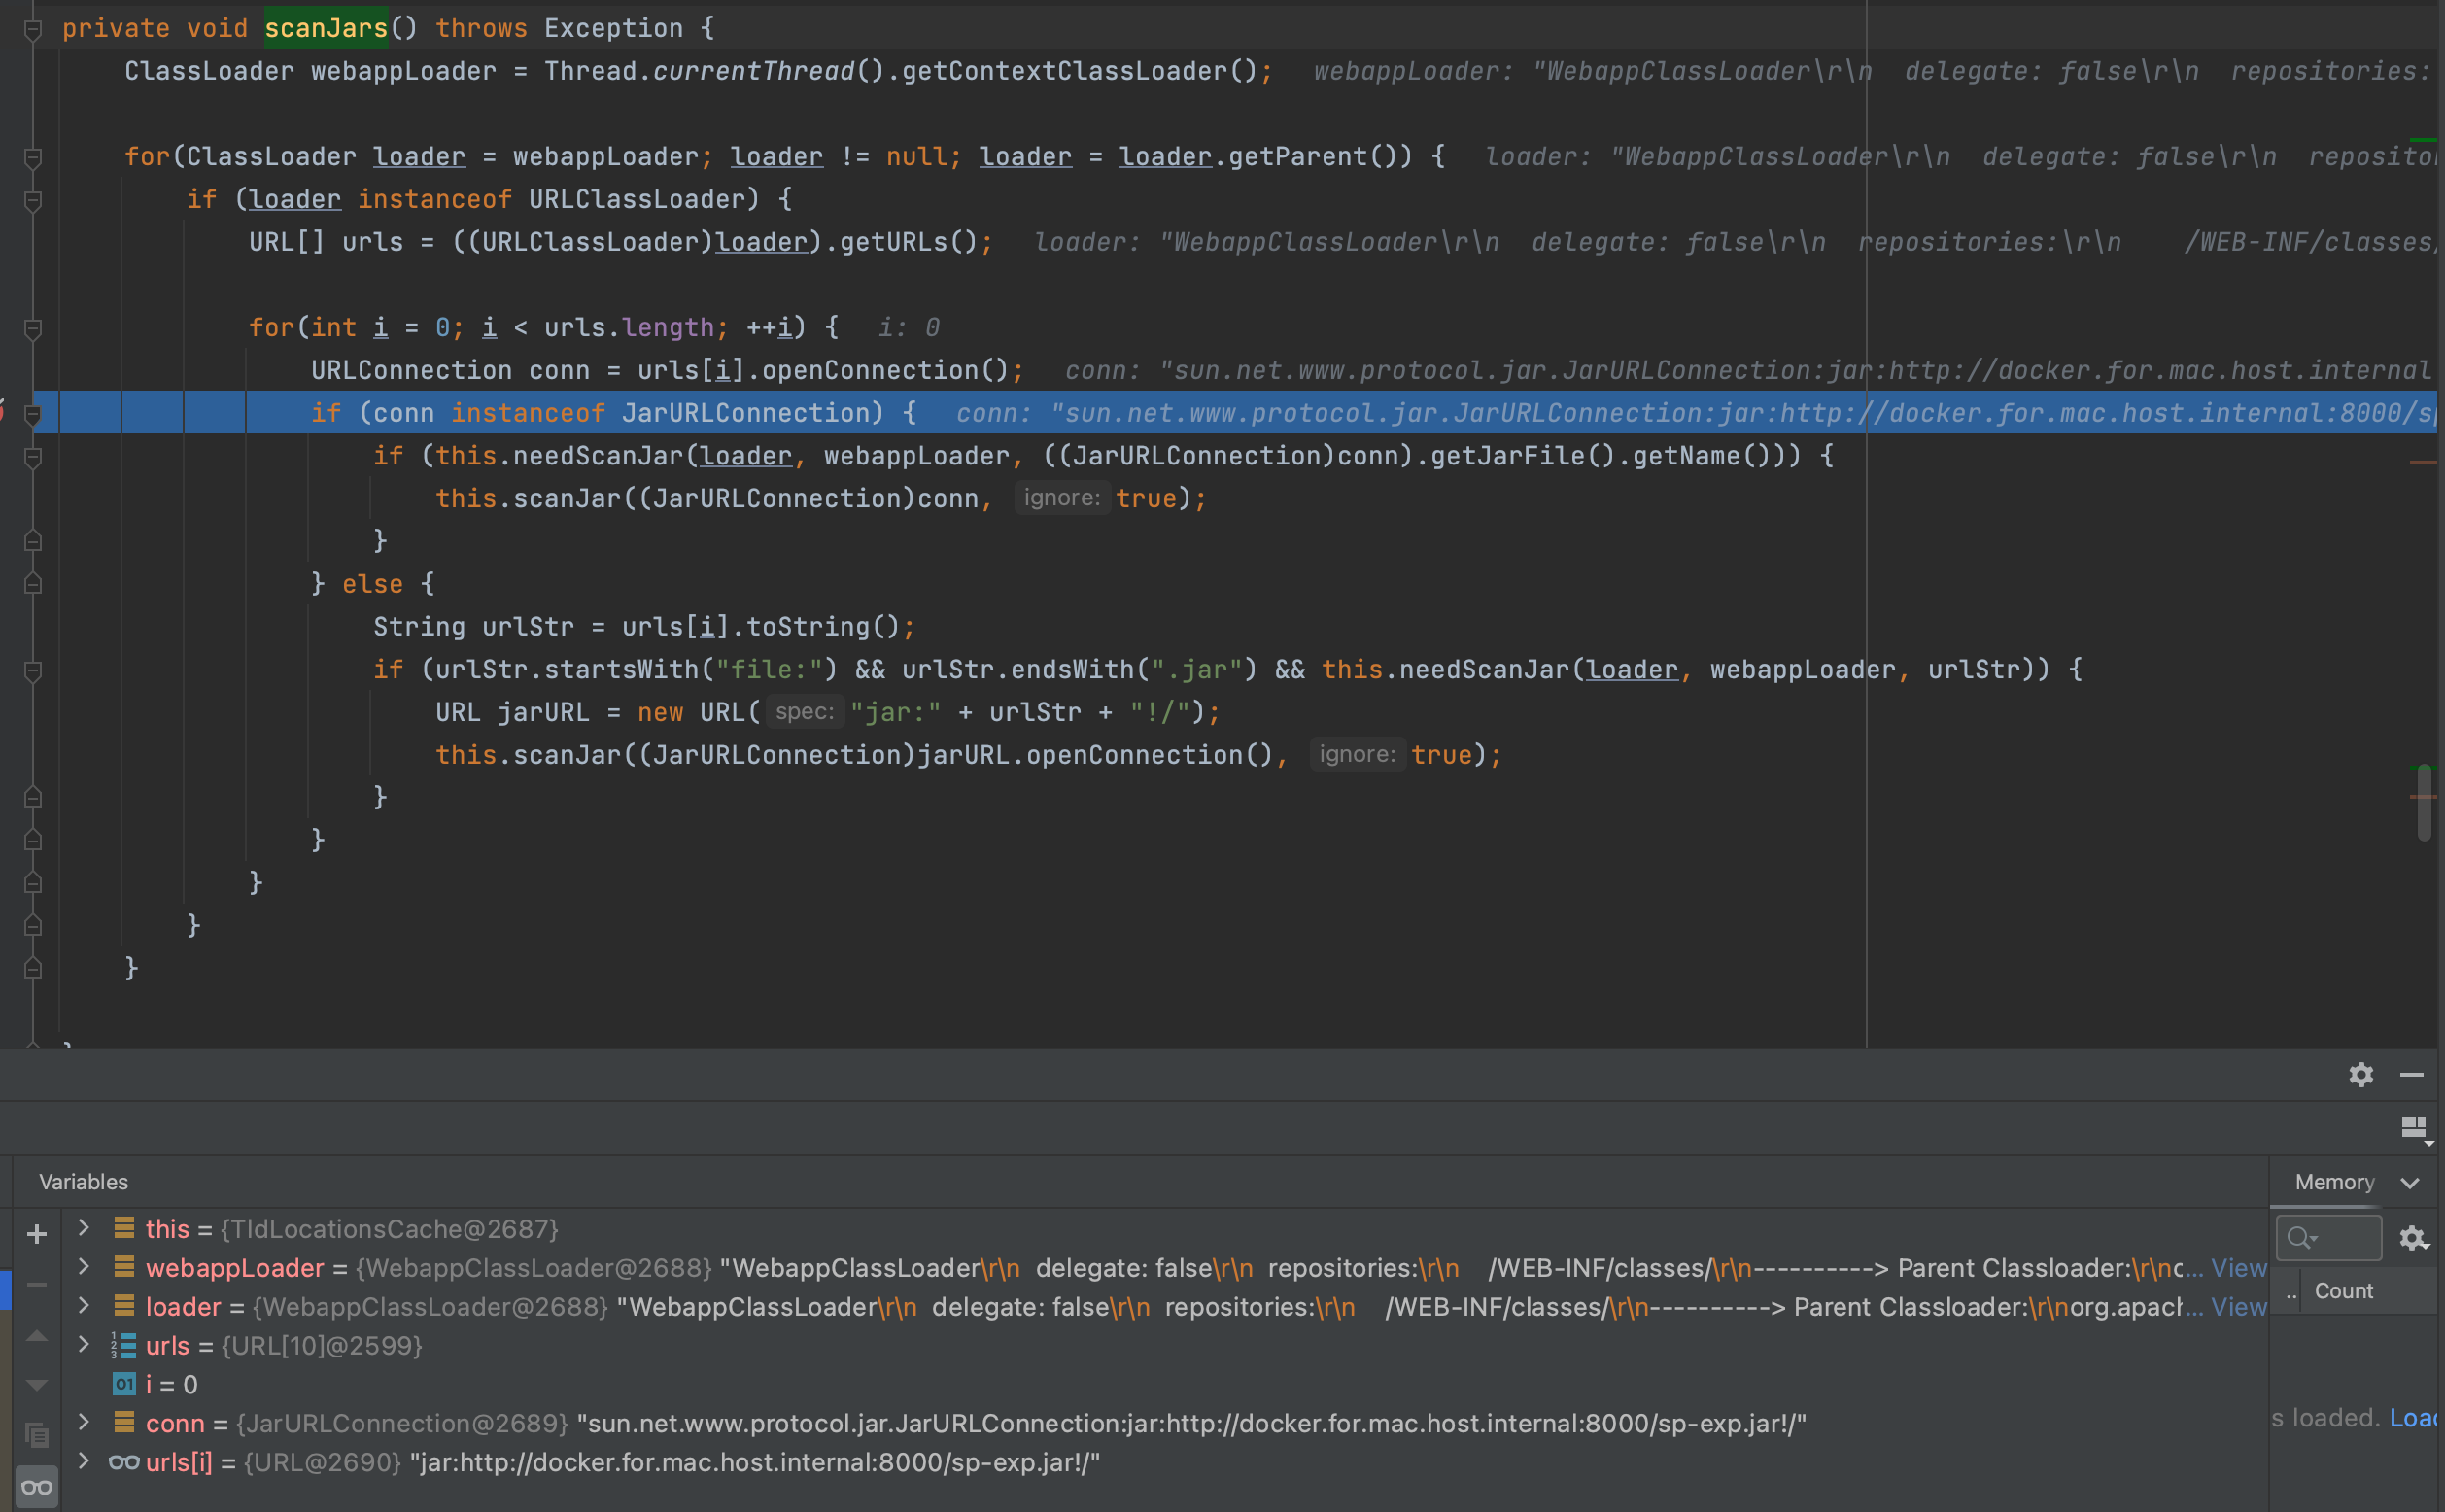 private void scanJars() throws Exception {
ClassLoader webappLoader = Thread.currentThread().getContextClassLoader(); webappLoader: "WebappClassLoader\r\n delegate: false\r\n repositories:
for(ClassLoader loader = webappLoader; loader != null; loader = loader.getParent()) { loader: "WebappClassLoader\r\n delegate: false\r\n
if (loader instanceof URLClassLoader) {
URL[] urls = ((URLClassLoader)loader).getURLs(); loader: "WebappClassLoader\r\n delegate: false\r\n repositories:\r\n /WEB-INF/classes/
for(int i = 0; i < urls.length; ++i) { i: 0
URLConnection conn = urls[i].openConnection(); conn: "sun.net.www.protocol.jar.JarURLConnection:jar:http://docker.for.mac.host.internal
if (conn instanceof JarURLConnection) { conn: "sun.net.www.protocol.jar.JarURLConnection:jar:http://docker.for.mac.host.internal:8000/sp
if (this.needScanJar(loader, webappLoader, ((JarURLConnection)conn).getJarFile().getName())) {
this.scanJar((JarURLConnection)conn, ignore: true);
}
} else {
String urlStr = urls[i].toString();
if (urlStr.startsWith("file:") && urlStr.endsWith(".jar") && this.needScanJar(loader, webappLoader, urlStr)) {
URL jarURL = new URL( spec: "jar:" + urlStr + "!/");
this.scanJar((JarURLConnection)jarURL.openConnection(), ignore: true);
}
}
}
}
}
Variables
Memory
this = {TldLocationsCache@2687}
webappLoader = {WebappClassLoader@2688} "WebappClassLoader\r\n delegate: false\r\n repositories:\r\n /WEB-INF/classes/\r\n----------> Parent Classloader:\r\no... View
loader = {WebappClassLoader@2688} "WebappClassLoader\r\n delegate: false\r\n repositories:\r\n /WEB-INF/classes/\r\n----------> Parent Classloader:\r\norg.apach... View
.. Count
urls = {URL[10]@2599}
i = 0
conn = {JarURLConnection@2689} "sun.net.www.protocol.jar.JarURLConnection:jar:http://docker.for.mac.host.internal:8000/sp-exp.jar!/"
s loaded. Load
urls[i] = {URL@2690} "jar:http://docker.for.mac.host.internal:8000/sp-exp.jar!/"